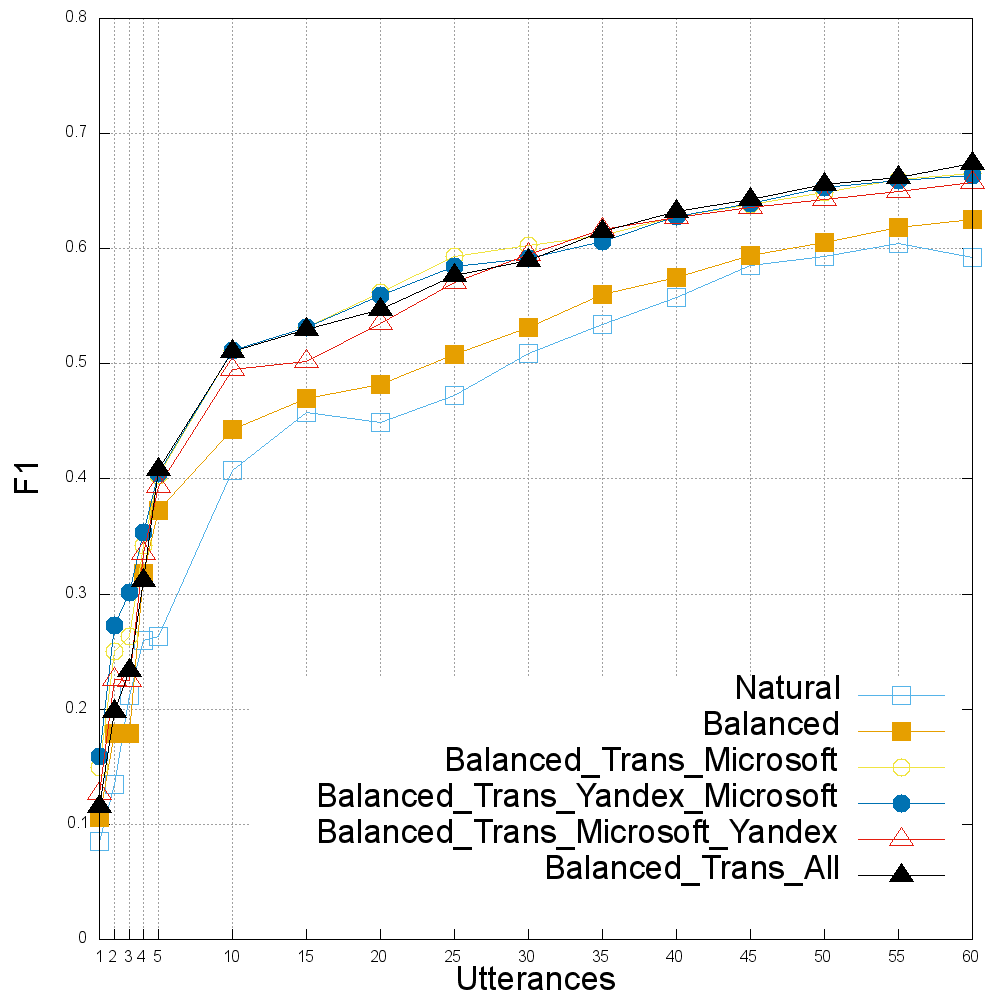 0.8
0.7
0.6
0.5
0.4
0.3
0.2
0.1
0
F1
Natural
Balanced
Balanced_Trans_Microsoft
Balanced_Trans_Yandex_Microsoft
Balanced_Trans_Microsoft_Yandex
Balanced_Trans_All
1 2 3 4 5 10 15 20 25 30 35 40 45 50 55 60
Utterances